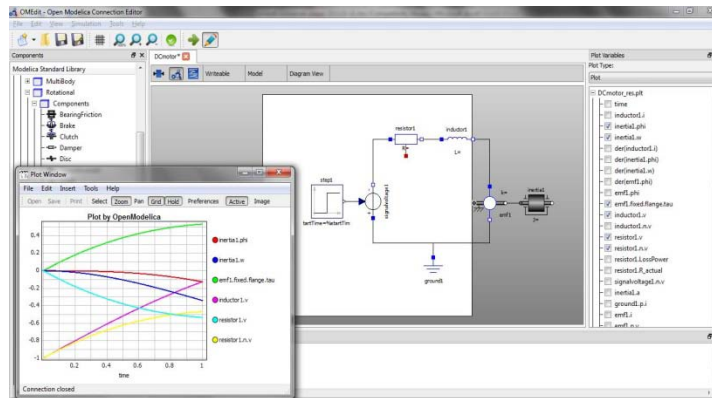 OMEdit - Open Modelica Connection Editor
File Edit View Simulation Tools Help
Components
DCmotor*
Plot Variables
Modelica Standard Library
Writeable Model Diagram View
Plot Type:
Plot
MultiBody
Rotational
Components
BearingFriction
Brake
Clutch
Damper
Disc
DCmotor_res.plt
time
inductor1.i
inertia1.phi
inertia1.w
der(inductor1.i)
der(inertia1.phi)
der(inertia1.w)
der(emf1.phi)
emf1.phi
emf1.fixed.flange.tau
inductor1.v
inductor1.n.v
resistor1.v
resistor1.n.v
resistor1.LossPower
resistor1.R_actual
signalvoltage1.n.v
inertia1.a
ground1.p.i
emf1.i
emf1.n.v
resistor1
inductor1
R=
L=
step1
signalvoltage1
k=
emf1
inertia1
J=
ground1
Plot Window
File Edit Insert Tools Help
Open Save Print Select Zoom Pan Grid Hold Preferences Active Image
Plot by OpenModelica
0.4
0.2
0
-0.2
-0.4
-0.6
-0.8
-1
0.2 0.4 0.6 0.8 1
time
inertia1.phi
inertia1.w
emf1.fixed.flange.tau
inductor1.v
resistor1.v
resistor1.n.v
Connection closed